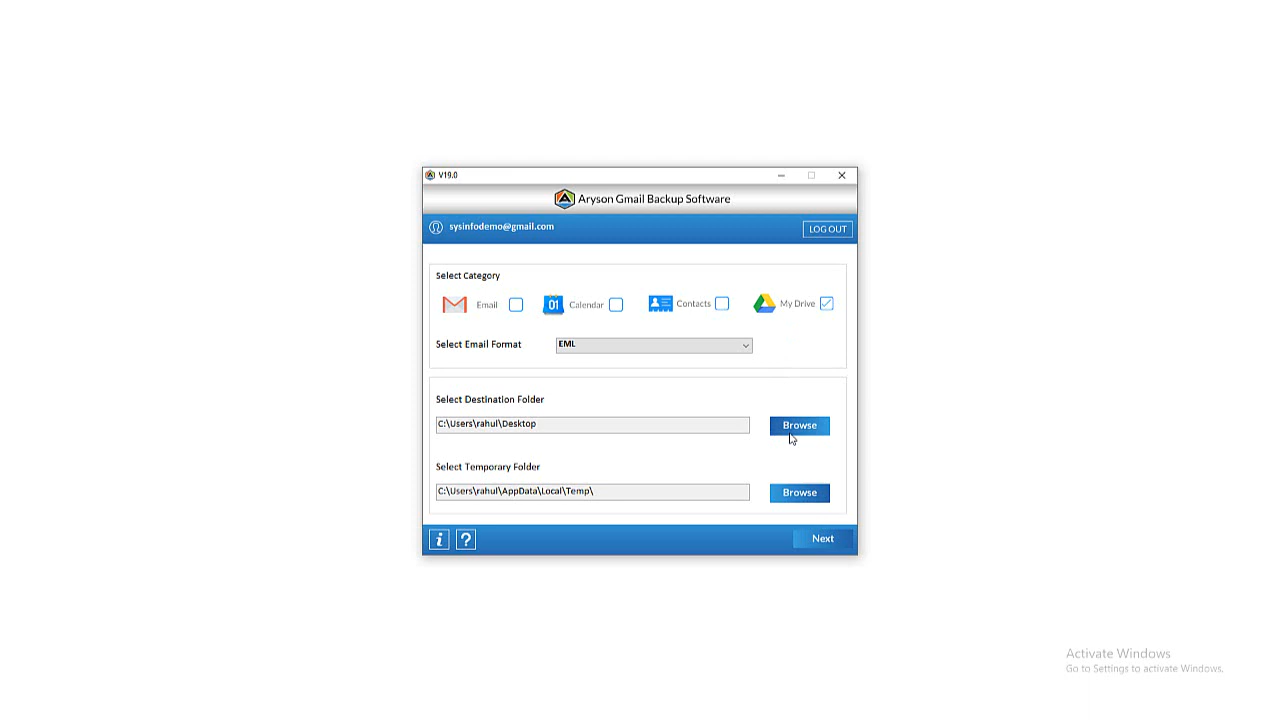 V19.0
Aryson Gmail Backup Software
sysinfodemo@gmail.com LOG OUT
Select Category
Email 01 Calendar Contacts My Drive
Select Email Format EML
Select Destination Folder
C:\Users\rahul\Desktop Browse
Select Temporary Folder
C:\Users\rahul\AppData\Local\Temp\ Browse
i ? Next
Activate Windows
Go to Settings to activate Windows.